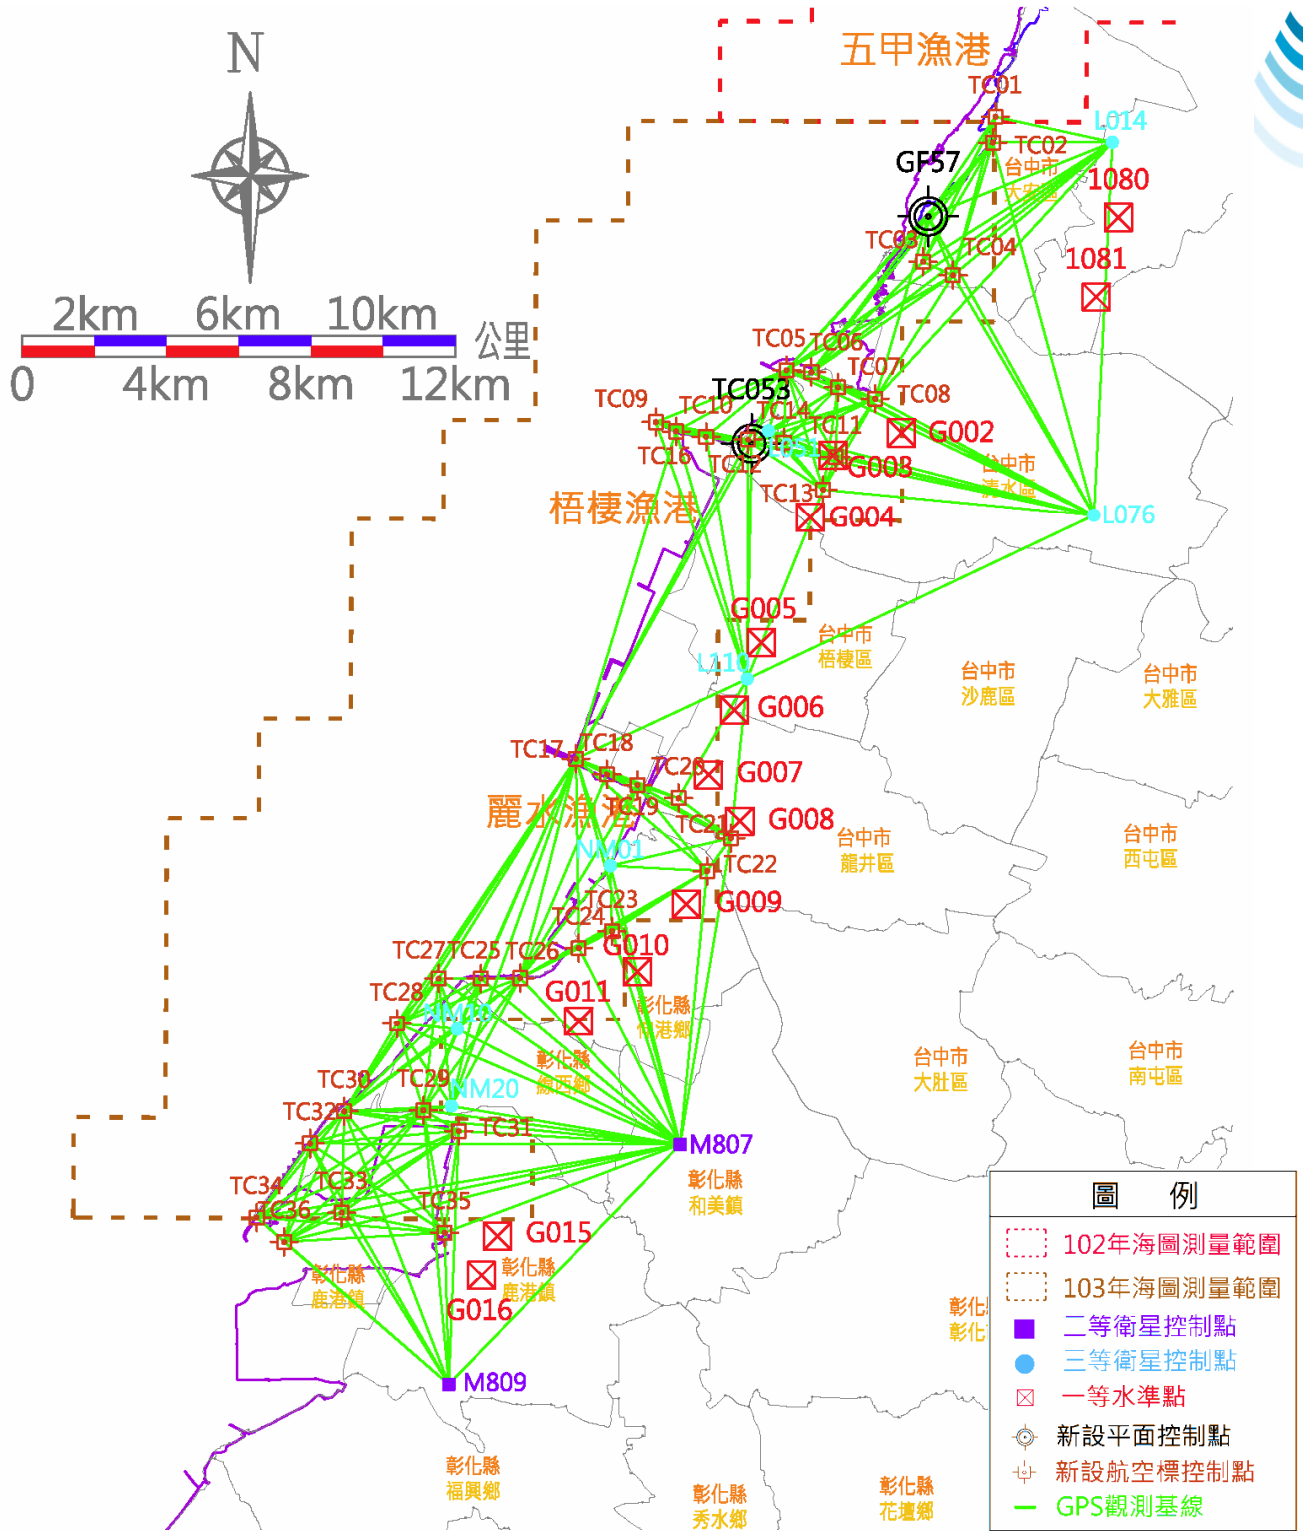 五甲漁港
N
TC01
L014
TC02
GF57
台中市
大安區
1080
TC03
TC04
1081
2km
6km
10km
公里
0
4km
8km
12km
TC05
TC06
TC07
TC053
TC08
TC09
TC10
TC14
TC11
G002
TC16
TC12
L051
G003
台中市
清水區
TC13
梧棲漁港
G004
L076
G005
台中市
梧棲區
L110
台中市
沙鹿區
台中市
大雅區
G006
TC17
TC18
TC20
G007
麗水漁港
TC19
TC21
G008
台中市
龍井區
台中市
西屯區
NM01
TC22
TC23
G009
TC24
G010
TC27
TC25
TC26
TC28
G011
NM10
彰化縣
伸港鄉
台中市
大肚區
台中市
南屯區
彰化縣
線西鄉
TC30
TC29
NM20
TC32
TC31
M807
彰化縣
和美鎮
TC34
TC33
TC36
TC35
G015
彰化縣
鹿港鎮
彰化縣
鹿港鎮
G016
M809
彰化
彰化縣
福興鄉
彰化縣
秀水鄉
彰化縣
花壇鄉
圖 例
102年海圖測量範圍
103年海圖測量範圍
二等衛星控制點
三等衛星控制點
一等水準點
新設平面控制點
新設航空標控制點
GPS觀測基線